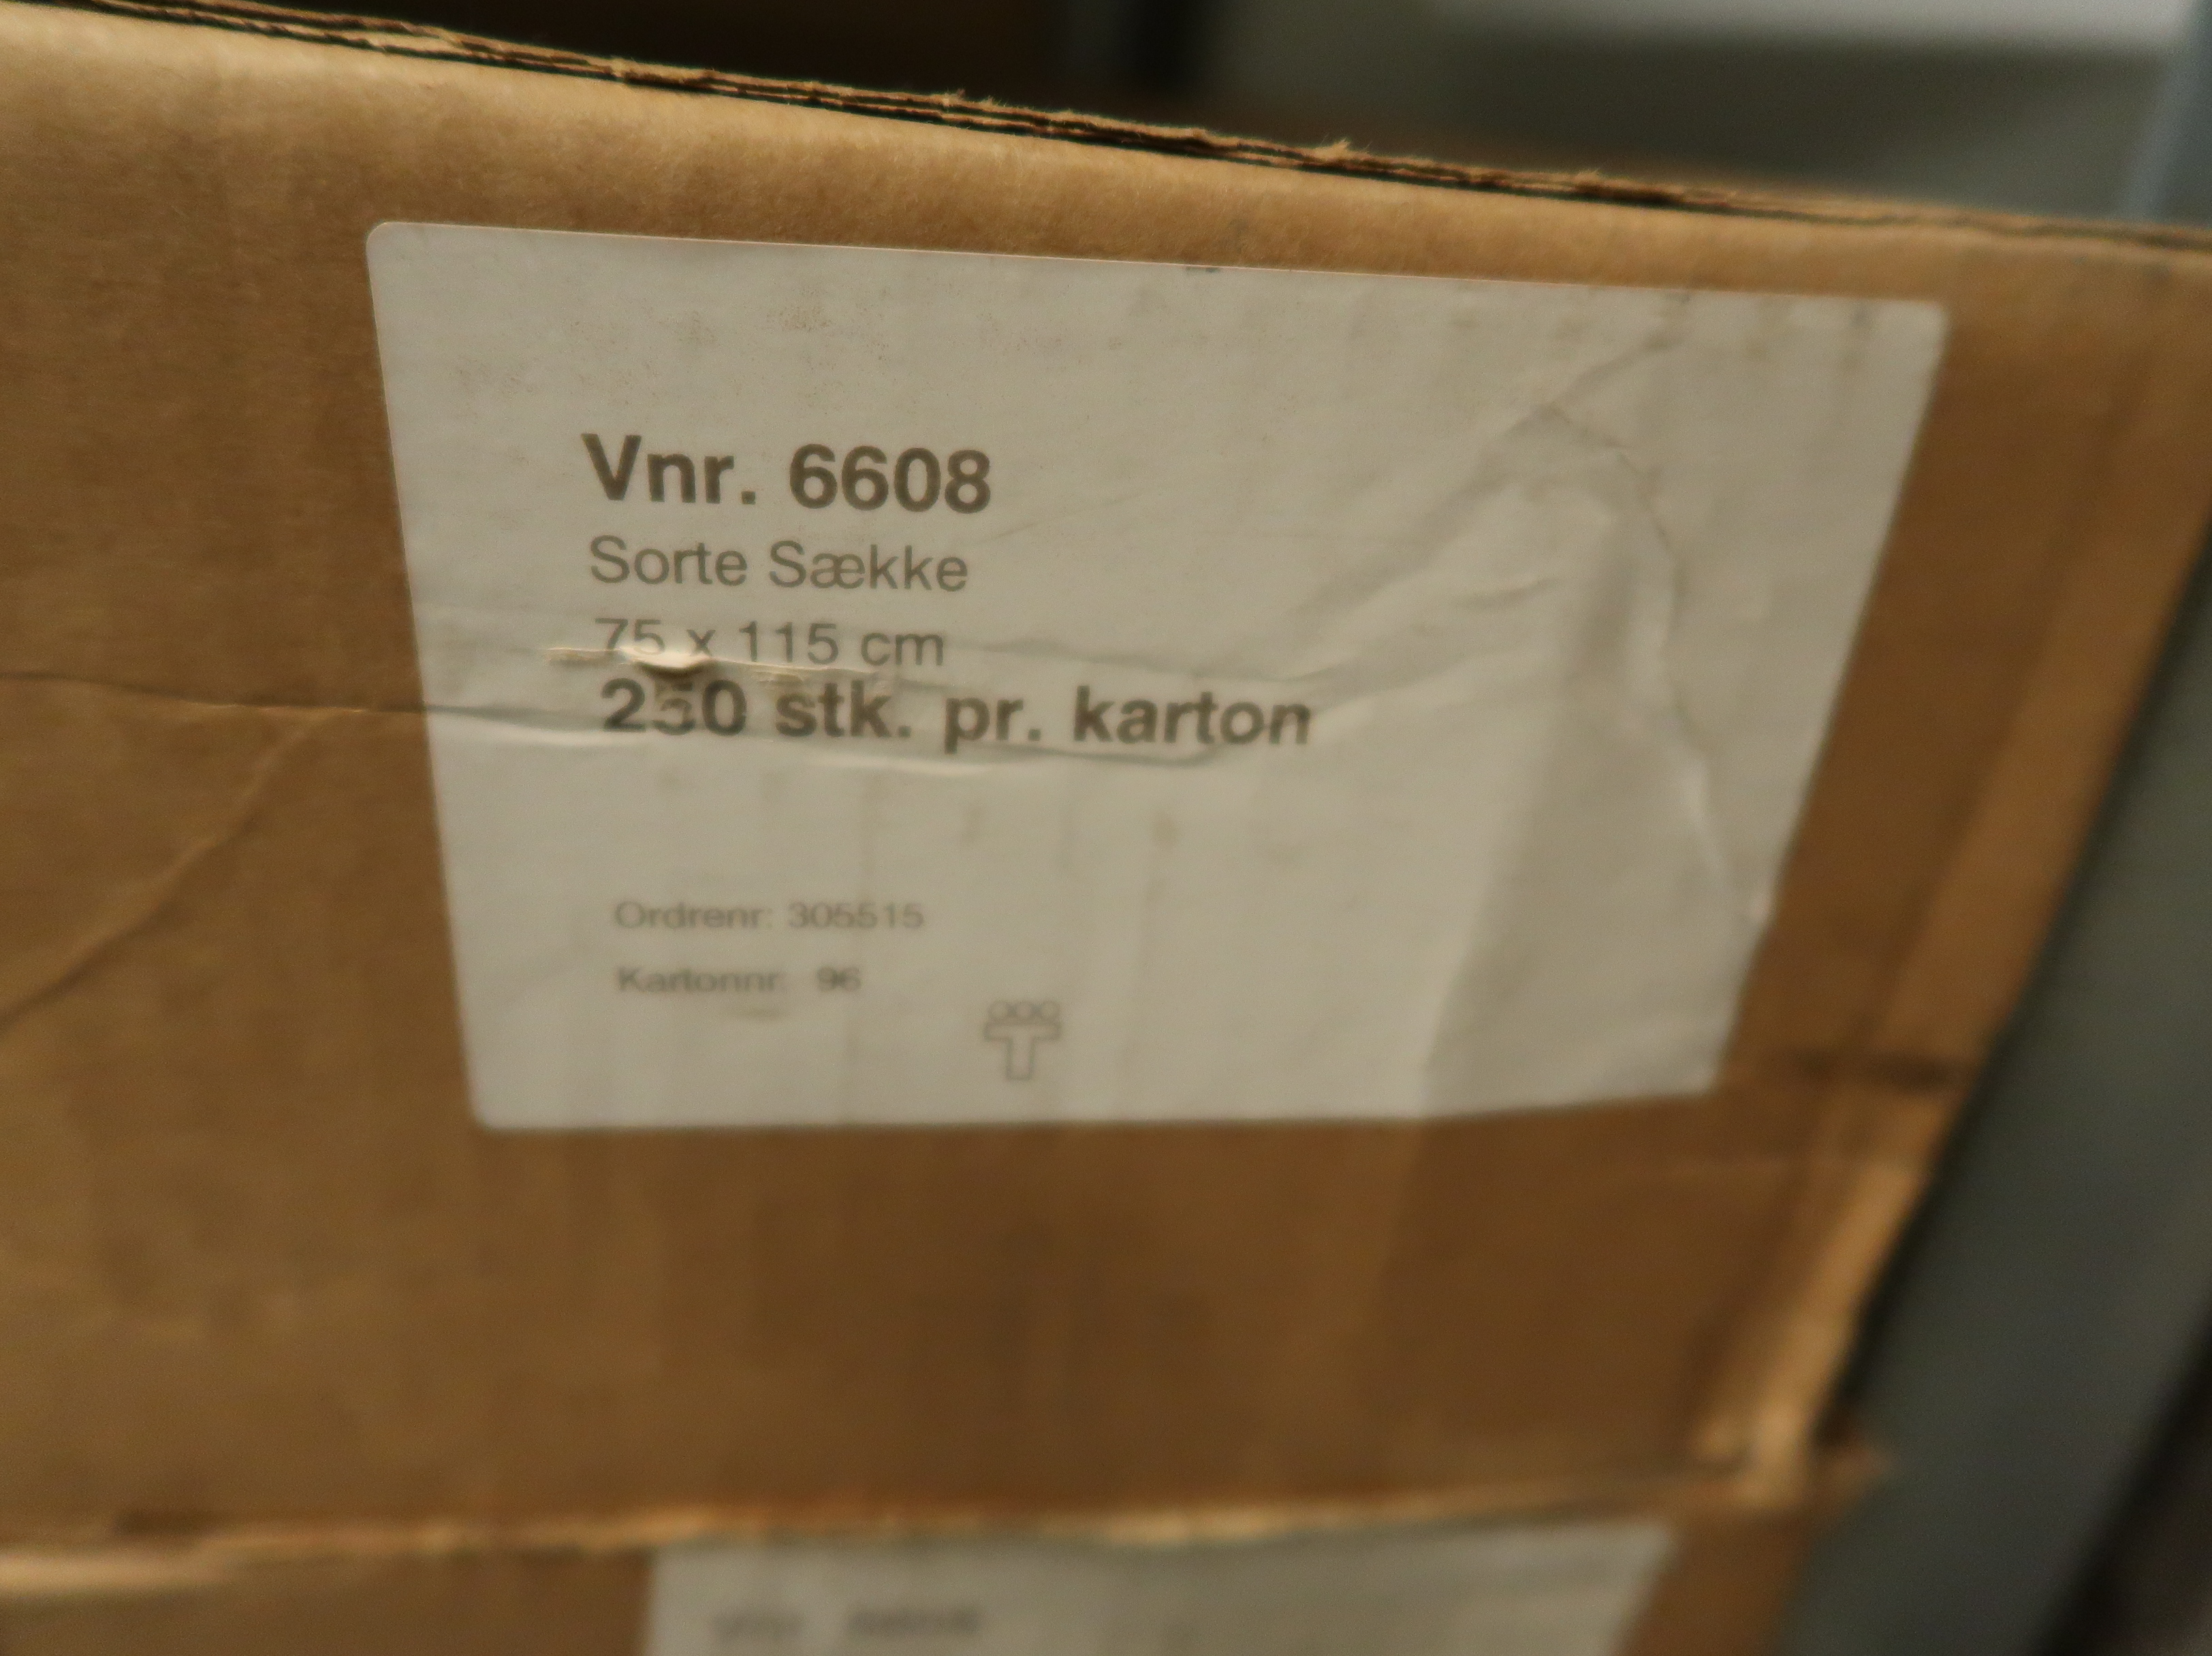 Vnr. 6608
Sorte Sække
75 x 115 cm
250 stk. pr. karton
Ordrenr: 305515
Kartonnr: 96